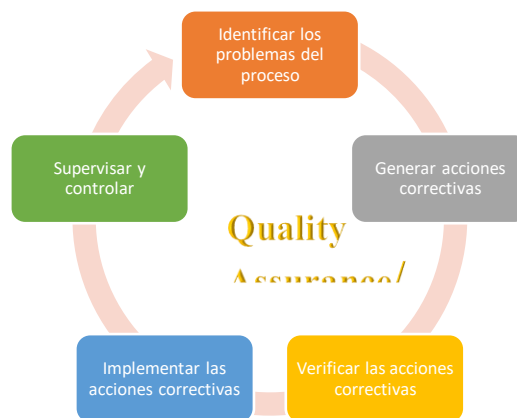 Identificar los
problemas del
proceso
Generar acciones
correctivas
Verificar las acciones
correctivas
Implementar las
acciones correctivas
Supervisar y
controlar
Quality
Assurance/